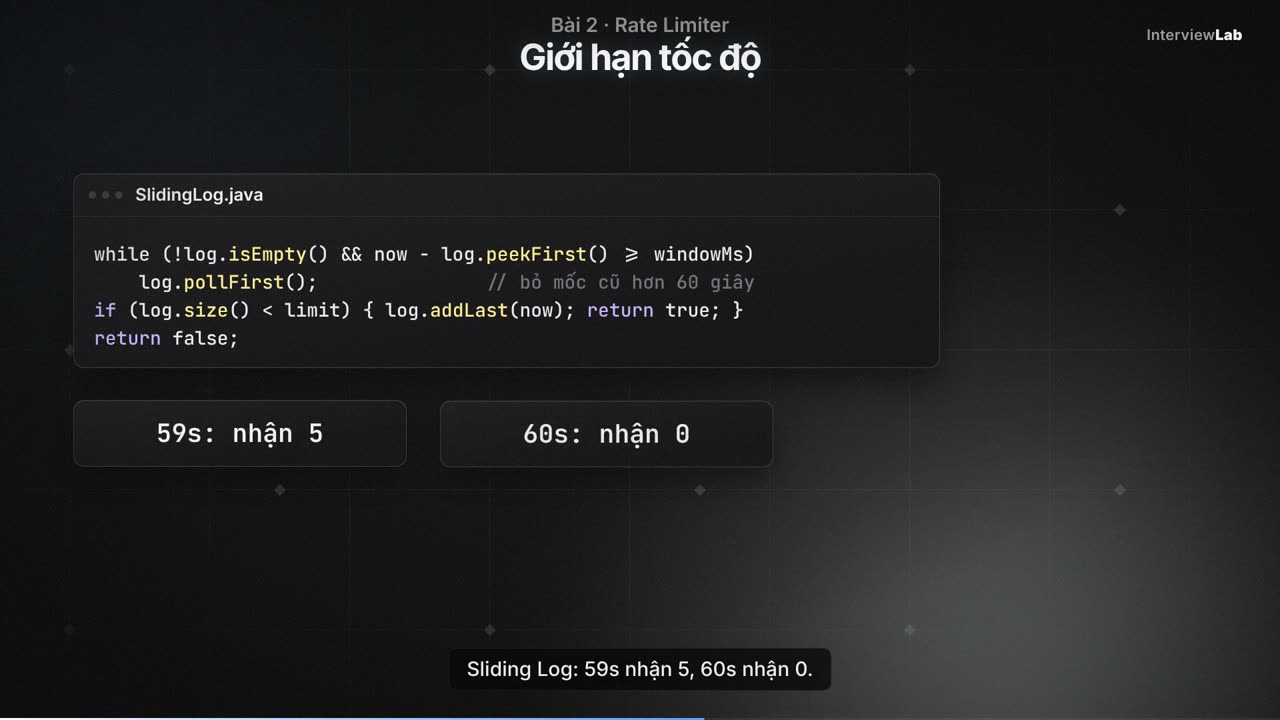 Bài 2 · Rate Limiter
Giới hạn tốc độ
InterviewLab
SlidingLog.java
while (!log.isEmpty() && now - log.peekFirst() ⩾ windowMs)
    log.pollFirst();               // bỏ mốc cũ hơn 60 giây
if (log.size() < limit) { log.addLast(now); return true; }
return false;
59s: nhận 5
60s: nhận 0
Sliding Log: 59s nhận 5, 60s nhận 0.